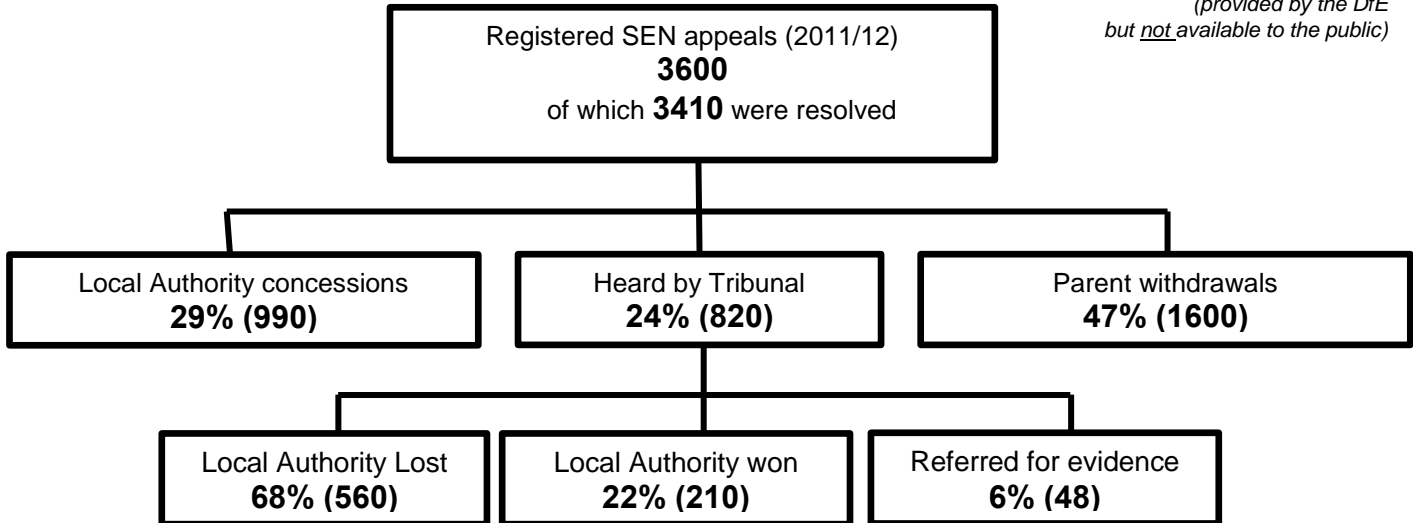 (provided by the DfE
but not available to the public)
Registered SEN appeals (2011/12)
3600
of which 3410 were resolved
Local Authority concessions
29% (990)
Heard by Tribunal
24% (820)
Parent withdrawals
47% (1600)
Local Authority Lost
68% (560)
Local Authority won
22% (210)
Referred for evidence
6% (48)